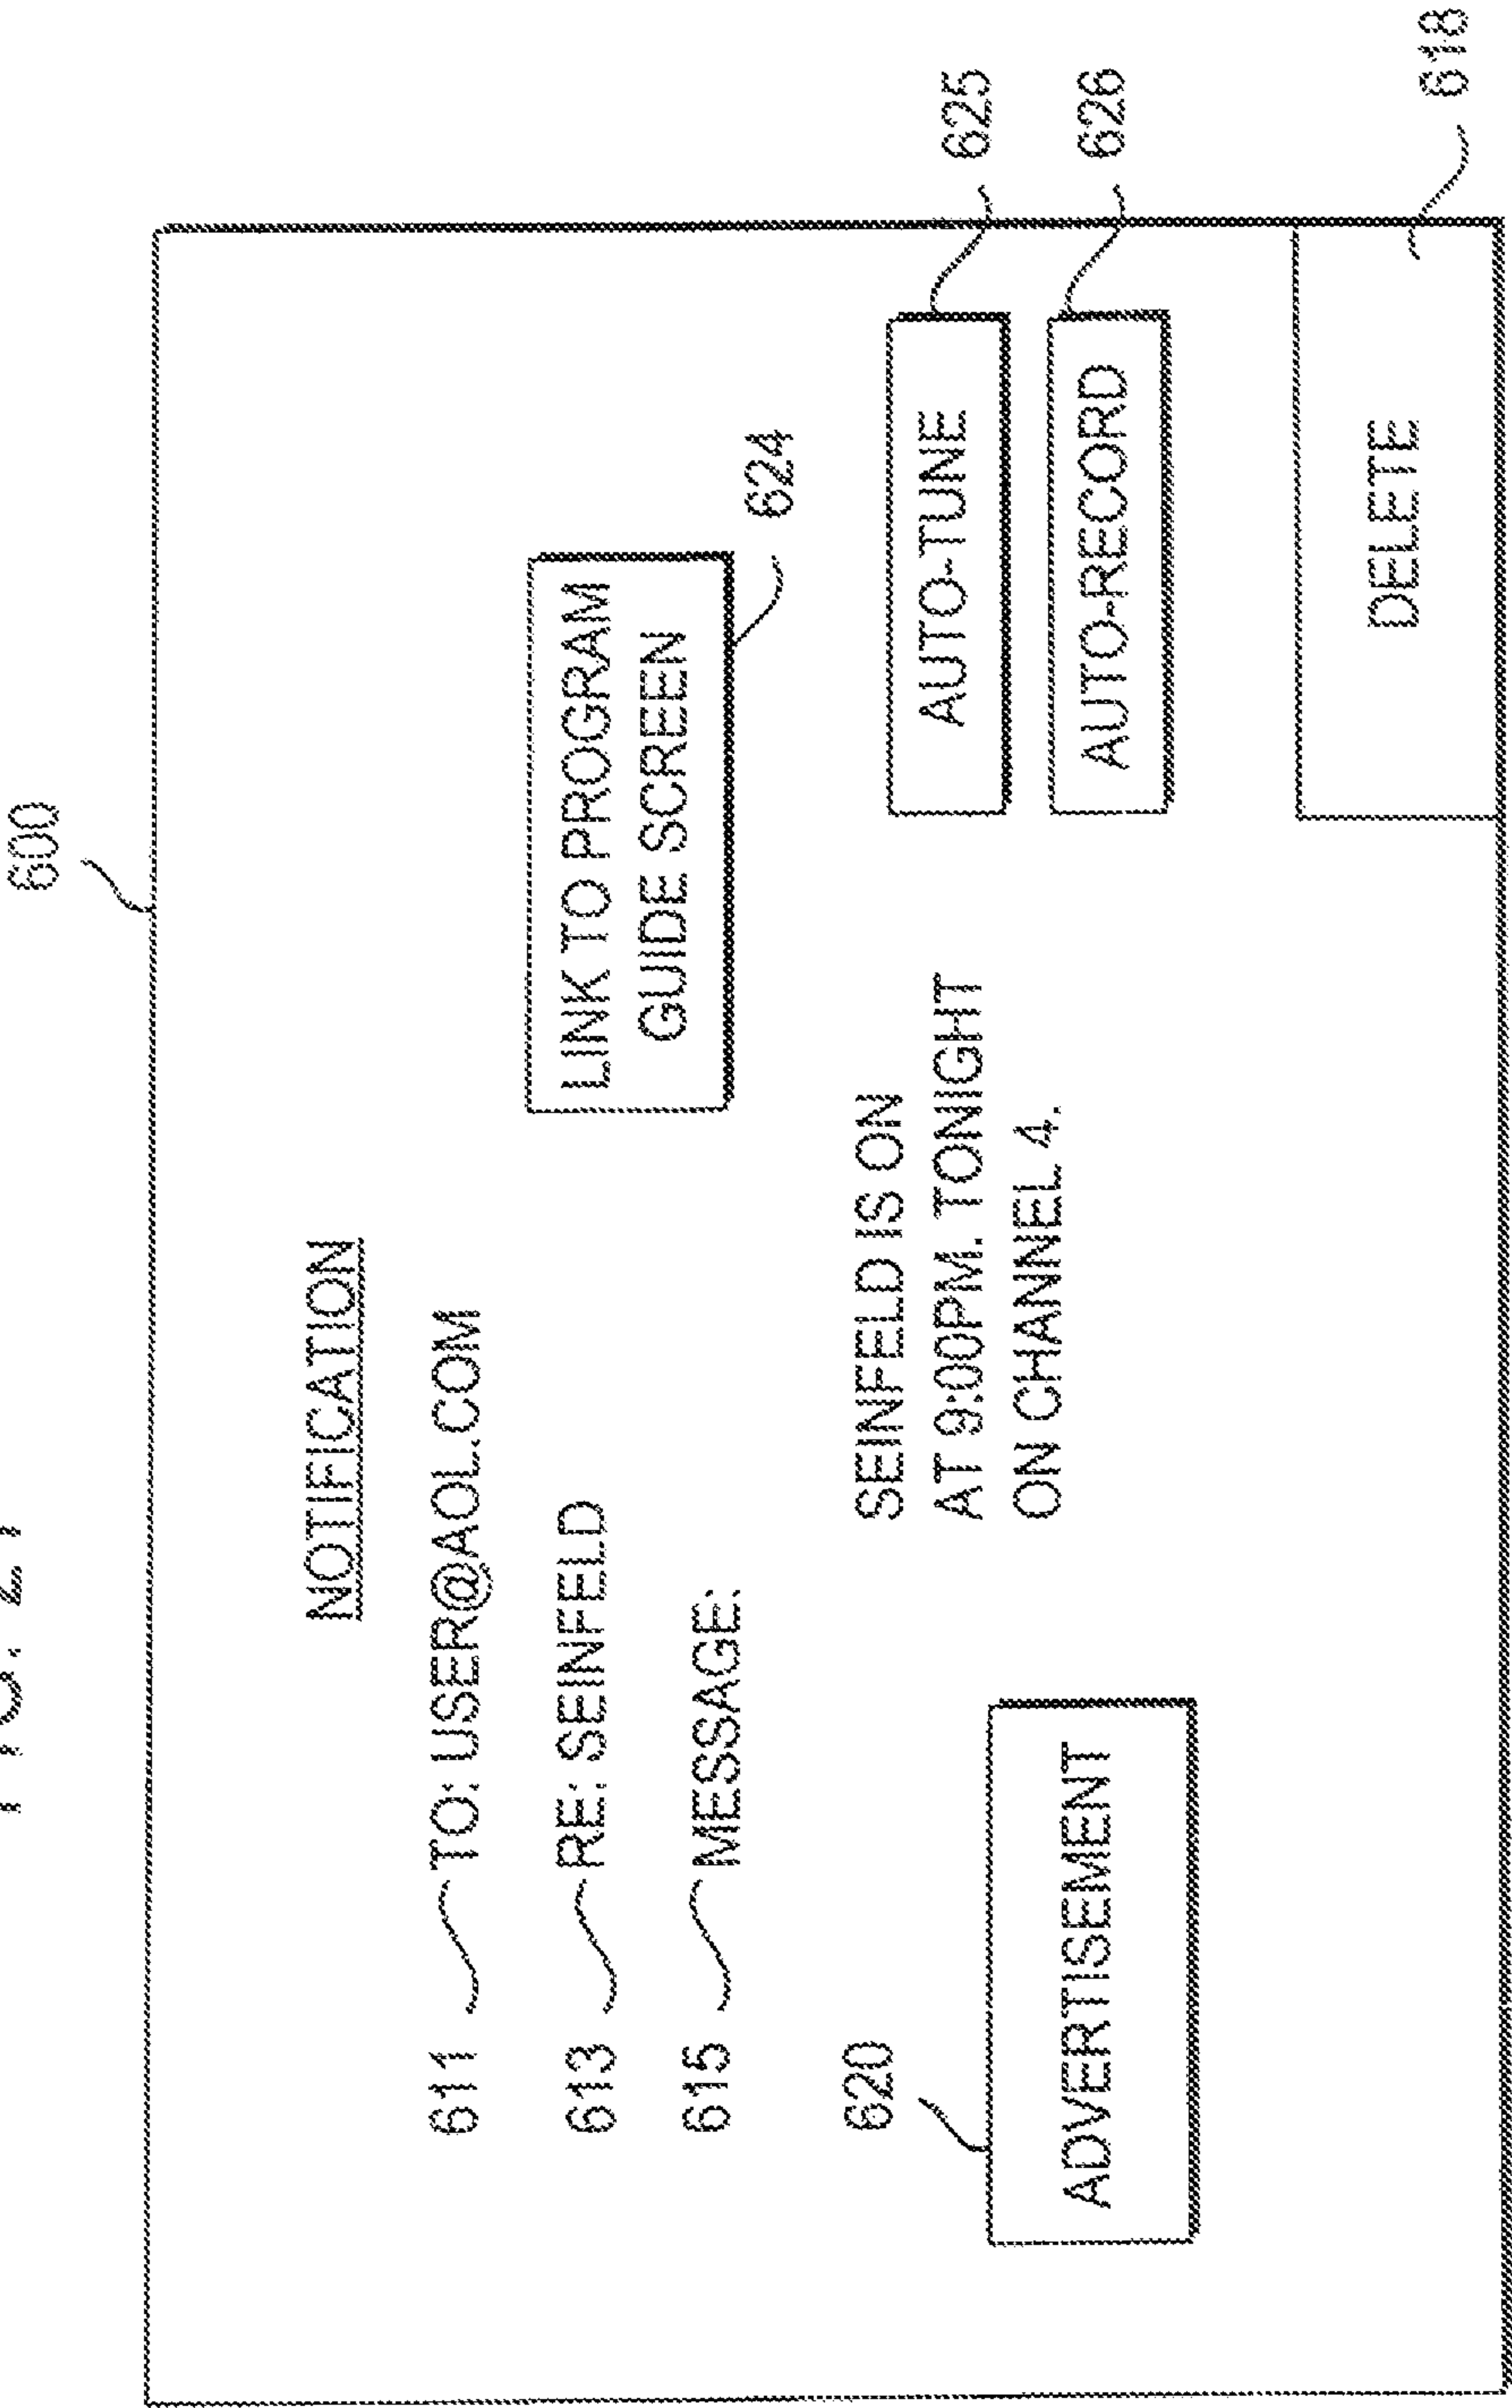 600
NOTIFICATION
611 TO: USER@AOL.COM
613 RE: SEINFELD
LINK TO PROGRAM
GUIDE SCREEN
624
615 MESSAGE:
620
SEINFELD IS ON
AT 9:00PM. TONIGHT
ON CHANNEL 4.
AUTO-TUNE
625
AUTO-RECORD
626
ADVERTISEMENT
DELETE
618